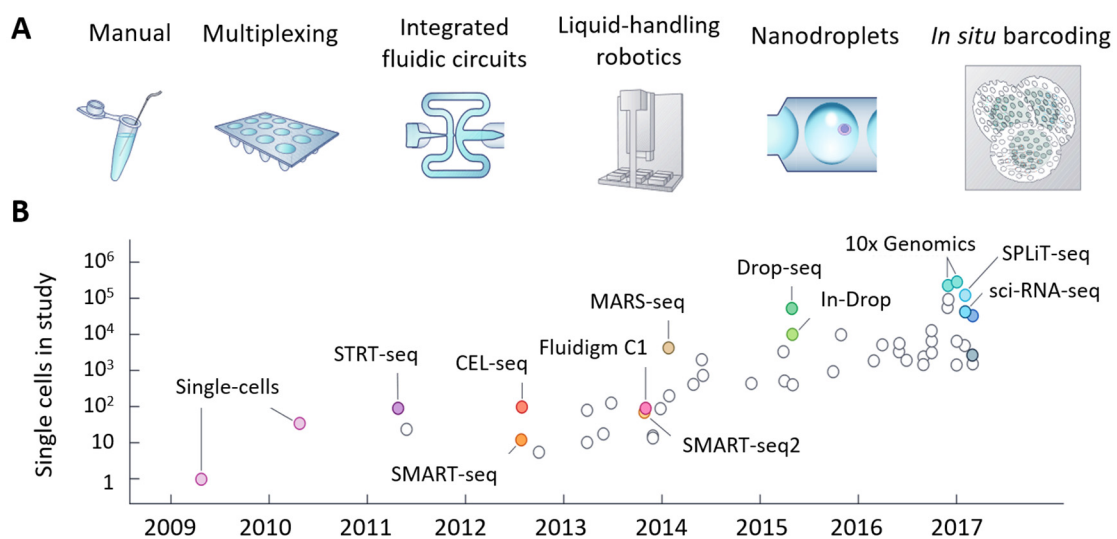 A
Manual
Multiplexing
Integrated
fluidic circuits
Liquid-handling
robotics
Nanodroplets
In situ barcoding
B
Single cells in study
10⁶
10⁵
10⁴
10³
10²
10
1
Single-cells
STRT-seq
CEL-seq
SMART-seq
Fluidigm C1
MARS-seq
SMART-seq2
Drop-seq
In-Drop
10x Genomics
SPLiT-seq
sci-RNA-seq
2009
2010
2011
2012
2013
2014
2015
2016
2017